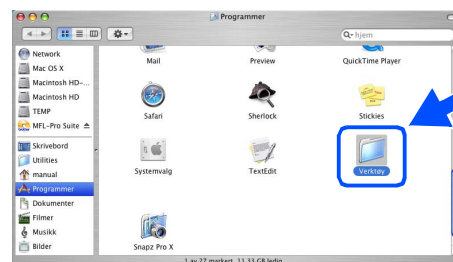 Programmer
hjem
Network
Mac OS X
Macintosh HD-...
Macintosh HD
TEMP
MFL-Pro Suite
Skrivebord
Utilities
manual
Programmer
Dokumenter
Filmer
Musikk
Bilder
Mail
Preview
QuickTime Player
Safari
Sherlock
Stickies
Systemvalg
TextEdit
Verktøy
Snapz Pro X
1 av 27 markert, 11,33 GB ledig